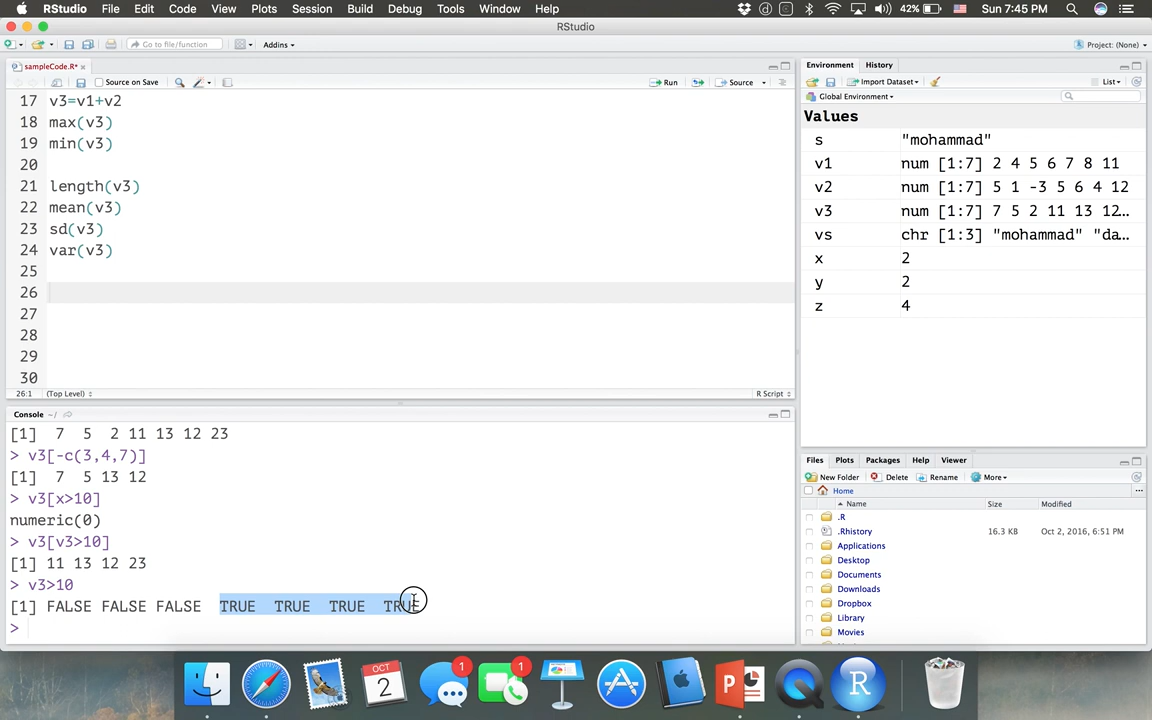 RStudio File Edit Code View Plots Session Build Debug Tools Window Help 42% Sun 7:45 PM
RStudio
Go to file/function Addins Project: (None)
sampleCode.R*
Source on Save Run Source
17 v3=v1+v2
18 max(v3)
19 min(v3)
20
21 length(v3)
22 mean(v3)
23 sd(v3)
24 var(v3)
25
26
27
28
29
30
26:1 (Top Level) R Script
Console ~/
[1] 7 5 2 11 13 12 23
> v3[-c(3,4,7)]
[1] 7 5 13 12
> v3[x>10]
numeric(0)
> v3[v3>10]
[1] 11 13 12 23
> v3>10
[1] FALSE FALSE FALSE TRUE TRUE TRUE TRUE
>
Environment History
Import Dataset List
Global Environment
Values
s "mohammad"
v1 num [1:7] 2 4 5 6 7 8 11
v2 num [1:7] 5 1 -3 5 6 4 12
v3 num [1:7] 7 5 2 11 13 12…
vs chr [1:3] "mohammad" "da…
x 2
y 2
z 4
Files Plots Packages Help Viewer
New Folder Delete Rename More
Home
Name Size Modified
.R
.Rhistory 16.3 KB Oct 2, 2016, 6:51 PM
Applications
Desktop
Documents
Downloads
Dropbox
Library
Movies
OCT
2
1
1
P
R